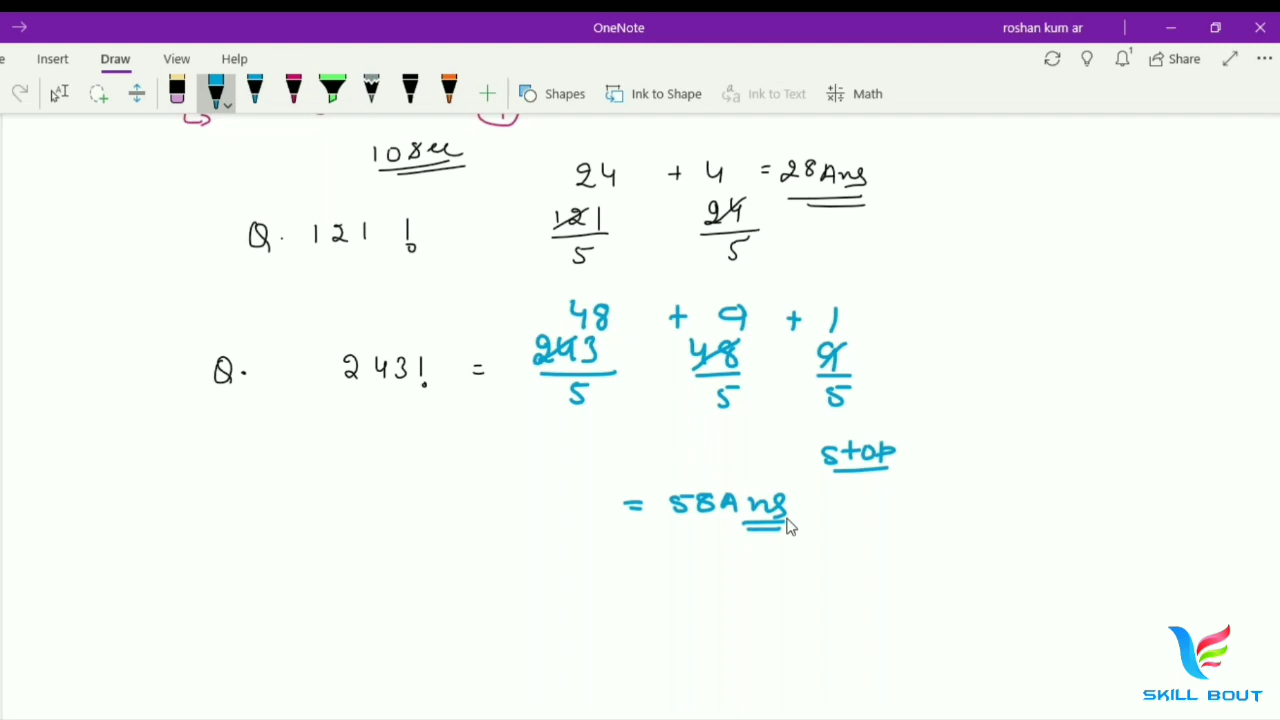 OneNote
roshan kum ar
Insert Draw View Help
Share
Shapes Ink to Shape Ink to Text Math
10 Sec
24 + 4 = 28 Ans
Q. 121! 121/5 24/5
48 + 9 + 1
Q. 243! = 243/5 48/5 9/5
stop
= 58 Ans
SKILL BOUT